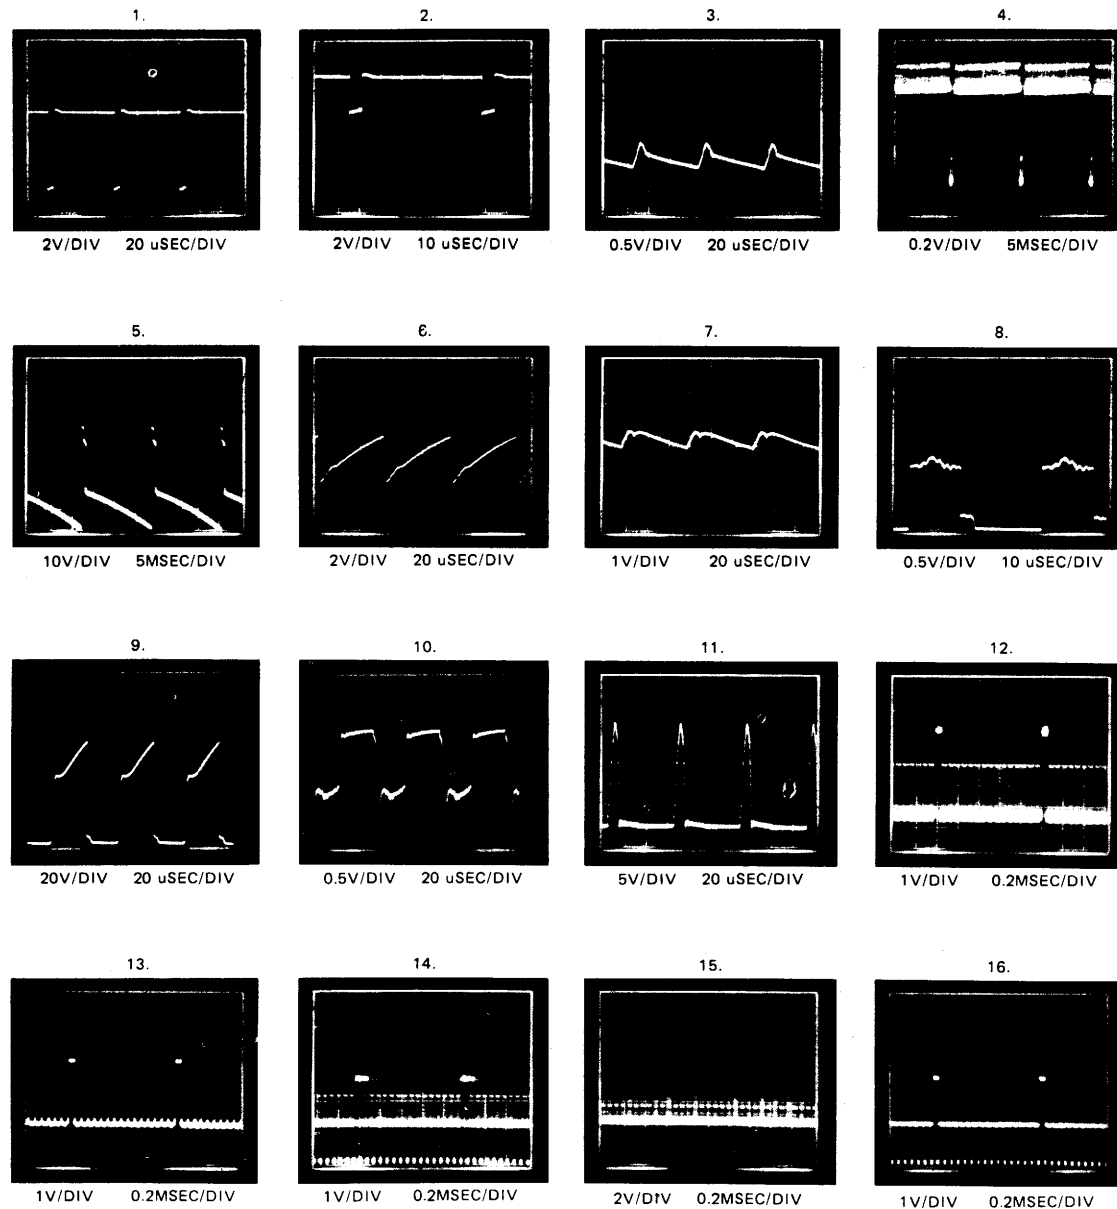 1. 2. 3. 4.
2V/DIV 20 uSEC/DIV 2V/DIV 10 uSEC/DIV 0.5V/DIV 20 uSEC/DIV 0.2V/DIV 5MSEC/DIV
5. 6. 7. 8.
10V/DIV 5MSEC/DIV 2V/DIV 20 uSEC/DIV 1V/DIV 20 uSEC/DIV 0.5V/DIV 10 uSEC/DIV
9. 10. 11. 12.
20V/DIV 20 uSEC/DIV 0.5V/DIV 20 uSEC/DIV 5V/DIV 20 uSEC/DIV 1V/DIV 0.2MSEC/DIV
13. 14. 15. 16.
1V/DIV 0.2MSEC/DIV 1V/DIV 0.2MSEC/DIV 2V/DIV 0.2MSEC/DIV 1V/DIV 0.2MSEC/DIV